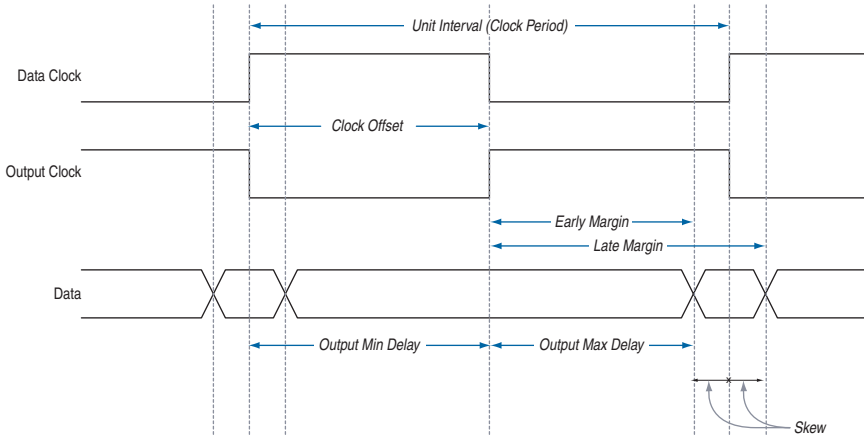 Unit Interval (Clock Period)
Data Clock
Clock Offset
Output Clock
Early Margin
Late Margin
Data
Output Min Delay
Output Max Delay
Skew